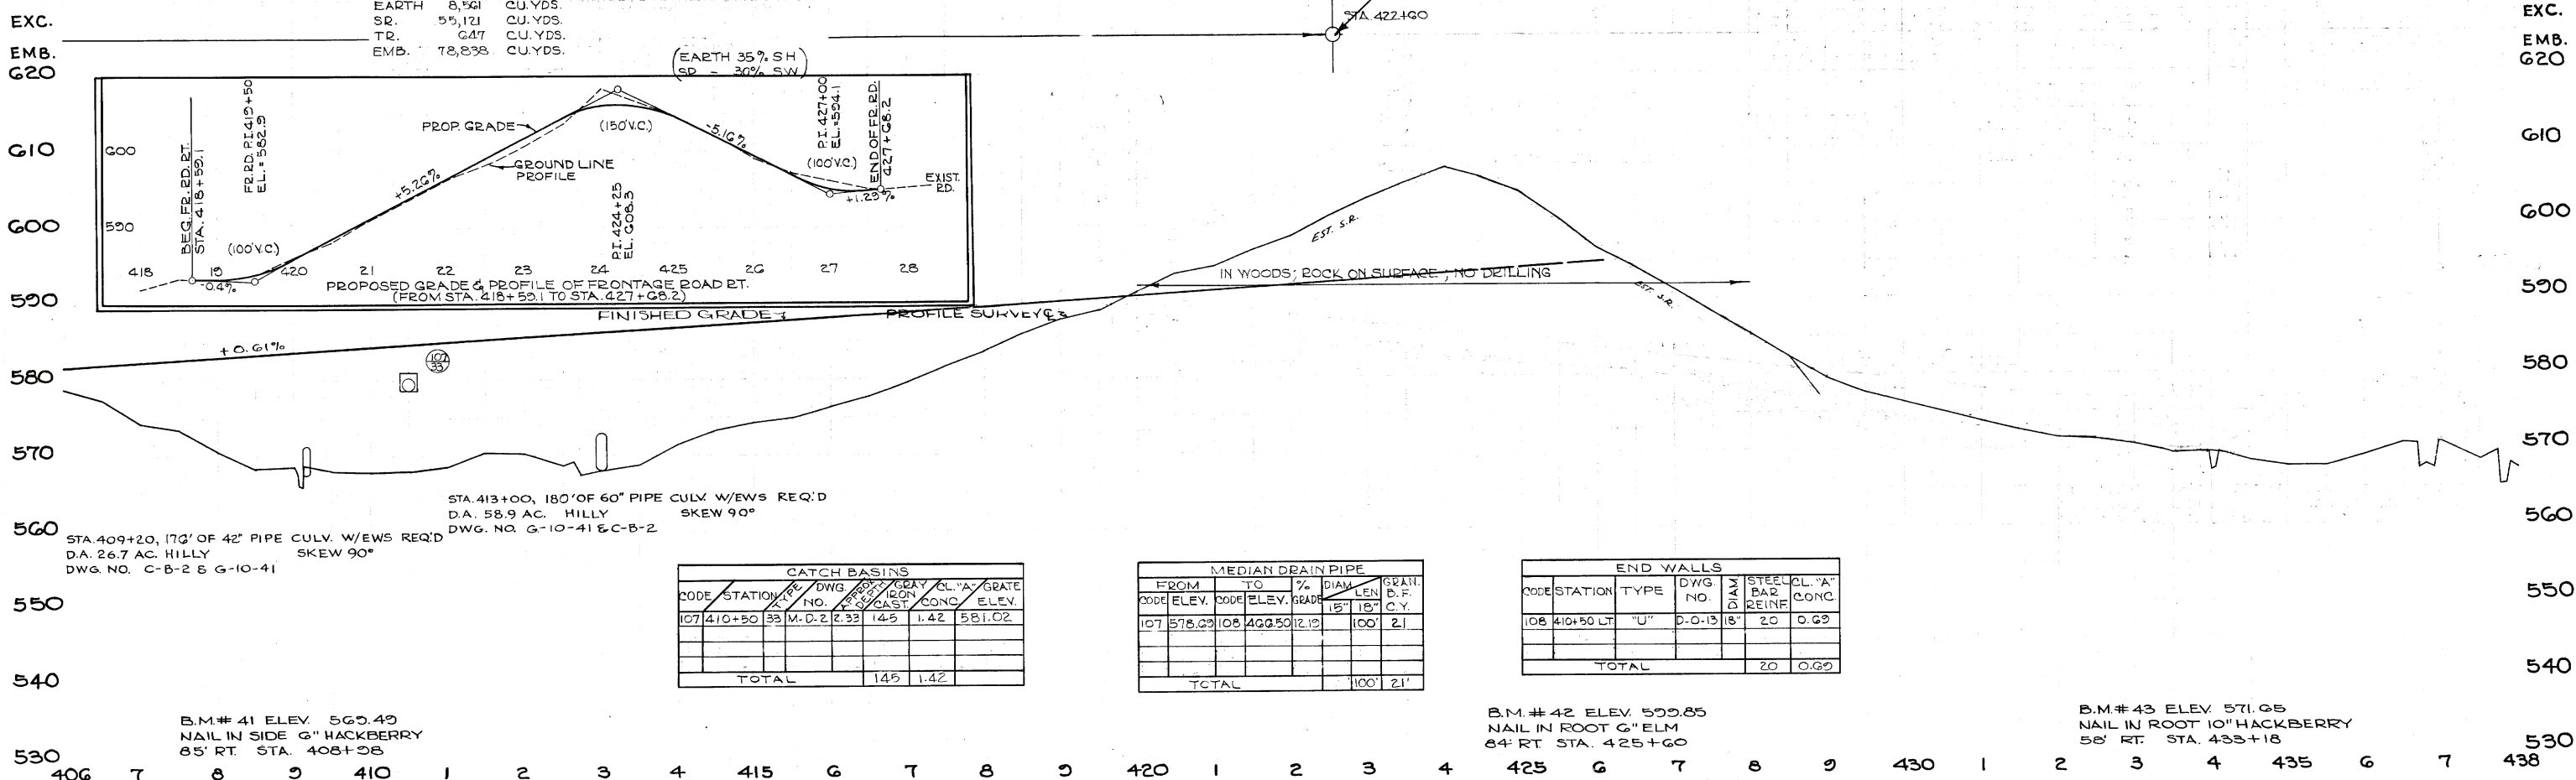 EARTH 8,561 CU.YDS.
EXC. SR. 55,121 CU.YDS. STA.422+60 EXC.
TR. 647 CU.YDS.
EMB. EMB. 78,838 CU.YDS. EMB.
620 (EARTH 35% SH 620
SR - 30% SW)
FR.RD. P.I. 419+50
EL.=582.9
P.I. 427+00
EL.=594.1
END OF FR. RD.
427+68.2
BEG. FR. RD. RT.
STA. 418+59.1
PROP. GRADE
(150'V.C.)
-5.16%
610 600 610
GROUND LINE
PROFILE
(100'V.C.)
+5.26%
EXIST.
RD.
+1.29%
P.I. 424+25
EL. 608.3
600 590 600
(100'V.C.)
EST. S.R.
418 19 420 21 22 23 24 425 26 27 28
-0.4%
PROPOSED GRADE & PROFILE OF FRONTAGE ROAD RT.
(FROM STA. 418+59.1 TO STA. 427+68.2)
IN WOODS; ROCK ON SURFACE; NO DRILLING
590 590
EST. S.R.
FINISHED GRADE PROFILE SURVEY ℄
+0.61%
107
33
580 580
570 570
STA. 413+00, 180' OF 60" PIPE CULV. W/EWS REQ'D
D.A. 58.9 AC. HILLY SKEW 90°
DWG. NO. G-10-41 & C-B-2
560 560
STA. 409+20, 176' OF 42" PIPE CULV. W/EWS REQ'D
D.A. 26.7 AC. HILLY SKEW 90°
DWG. NO. C-B-2 & G-10-41
CATCH BASINS
CODE STATION TYPE DWG. NO. APPROX. DEPTH GRAY IRON CAST. CL. "A" CONC. GRATE ELEV.
107 410+50 33 M-D-2 2.33 145 1.42 581.02
TOTAL 145 1.42
MEDIAN DRAIN PIPE
FROM TO % GRADE DIAM. LEN GRAN. B.F. C.Y.
CODE ELEV. CODE ELEV. 15" 18"
107 578.69 108 466.50 12.19 100' 21
TOTAL 100' 21'
END WALLS
CODE STATION TYPE DWG. NO. DIAM STEEL BAR REINF. CL. "A" CONC.
108 410+50 LT. "U" D-O-13 18" 20 0.69
TOTAL 20 0.69
550 550
540 540
B.M.# 41 ELEV. 569.49
NAIL IN SIDE 6" HACKBERRY
85' RT. STA. 408+98
B.M.# 42 ELEV. 599.85
NAIL IN ROOT 6" ELM
84' RT. STA. 425+60
B.M.# 43 ELEV. 571.65
NAIL IN ROOT 10" HACKBERRY
58' RT. STA. 433+18
530 530
406 7 8 9 410 1 2 3 4 415 6 7 8 9 420 1 2 3 4 425 6 7 8 9 430 1 2 3 4 435 6 7 438